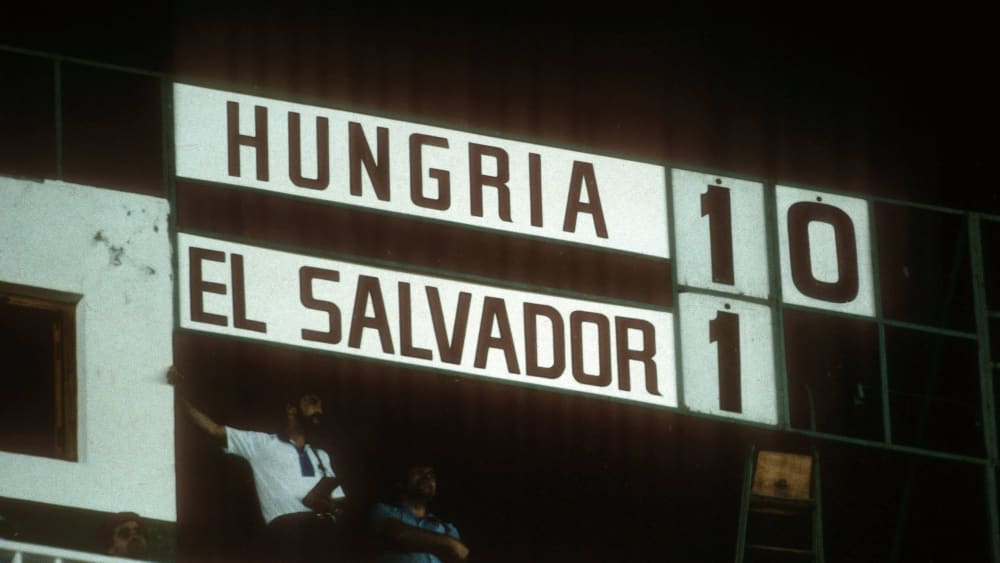 HUNGRIA 10
EL SALVADOR 1